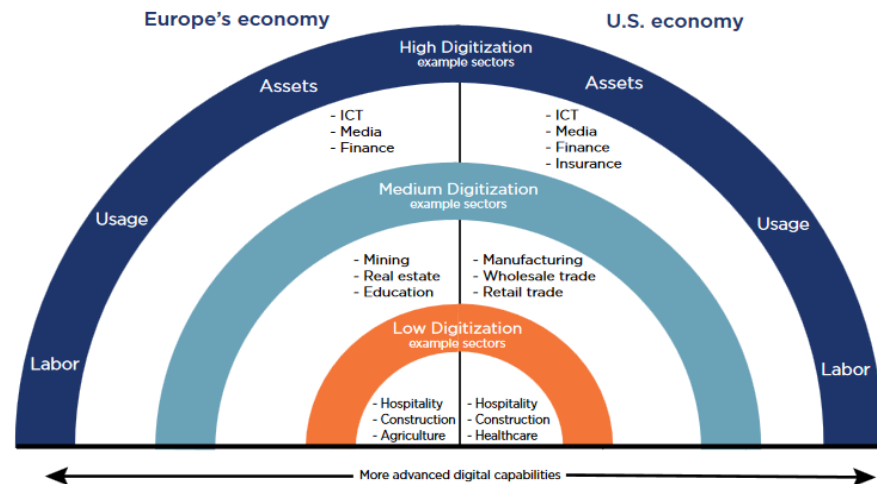 Europe's economy
U.S. economy
High Digitization
example sectors
Assets
Assets
- ICT
- Media
- Finance
- ICT
- Media
- Finance
- Insurance
Usage
Usage
Medium Digitization
example sectors
- Mining
- Real estate
- Education
- Manufacturing
- Wholesale trade
- Retail trade
Low Digitization
example sectors
Labor
Labor
- Hospitality
- Construction
- Agriculture
- Hospitality
- Construction
- Healthcare
More advanced digital capabilities